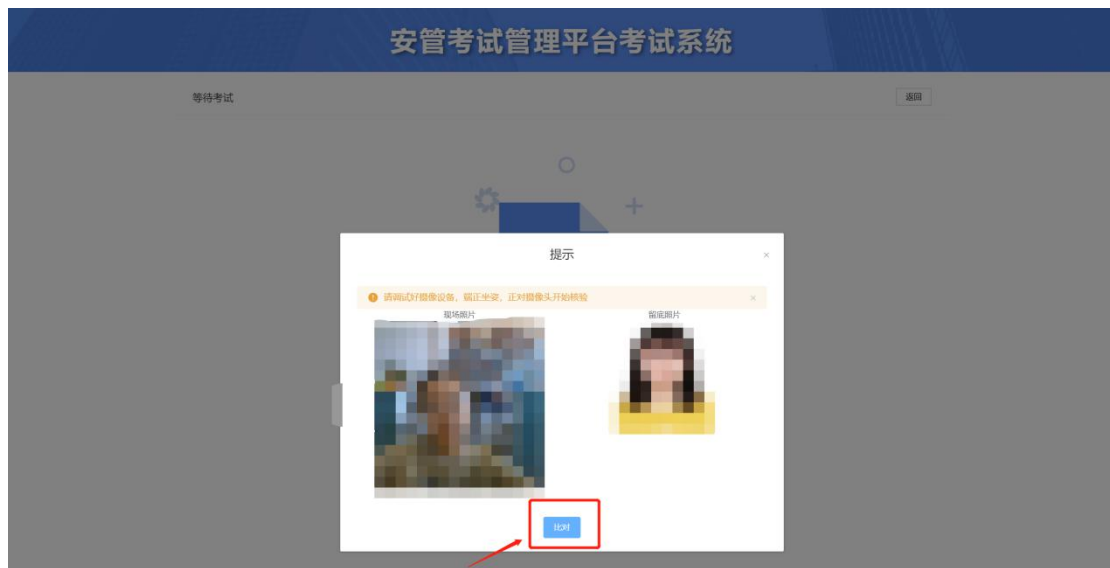 安管考试管理平台考试系统
等待考试
返回
提示
请调试好摄像设备，端正坐姿，正对摄像头开始核验
现场照片
留底照片
比对